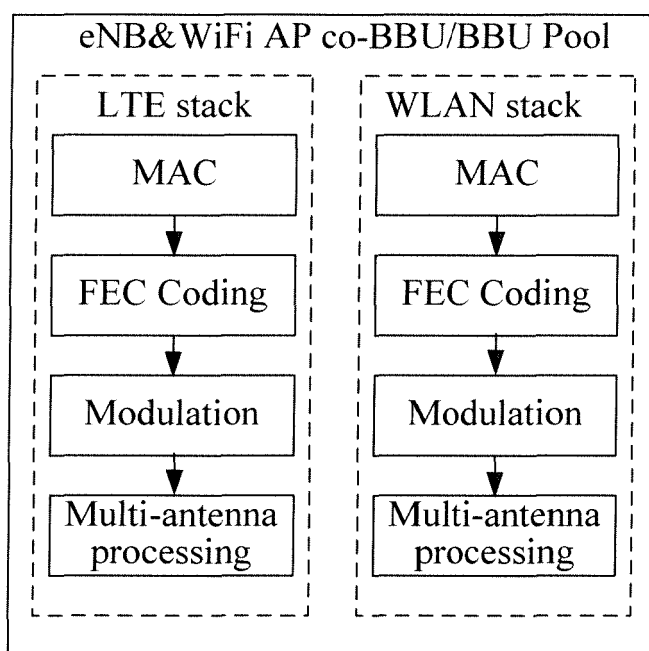 eNB&WiFi AP co-BBU/BBU Pool
LTE stack
MAC
FEC Coding
Modulation
Multi-antenna
processing
WLAN stack
MAC
FEC Coding
Modulation
Multi-antenna
processing